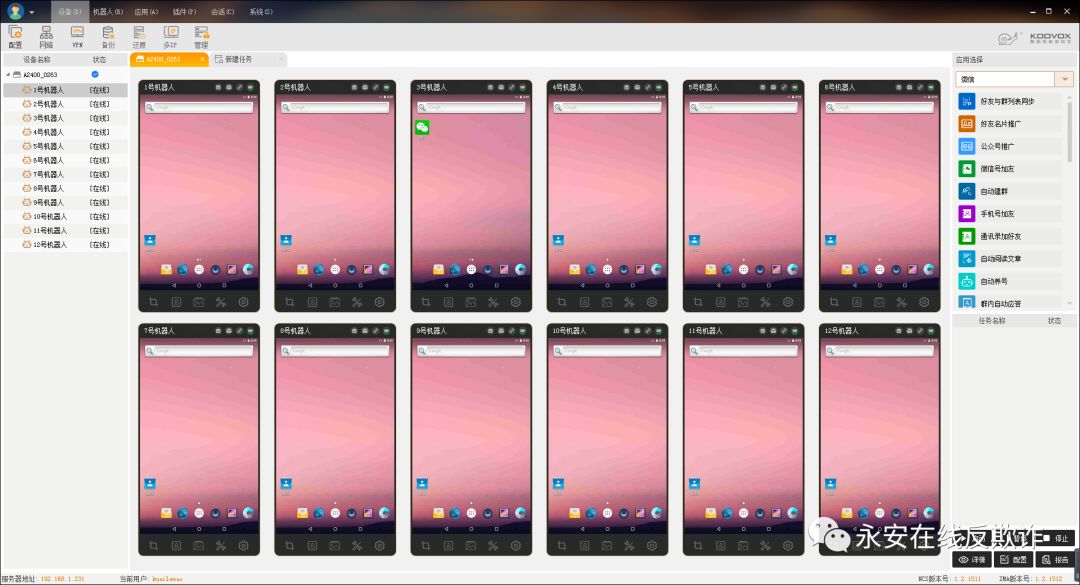 设备(D) 机器人(R) 应用(A) 插件(P) 会话(C) 系统(S)
配置 网络 VPS 备份 还原 多IP 管理
KOOVOX
设备名称 状态
A2400_0263
1号机器人 [在线]
2号机器人 [在线]
3号机器人 [在线]
4号机器人 [在线]
5号机器人 [在线]
6号机器人 [在线]
7号机器人 [在线]
8号机器人 [在线]
9号机器人 [在线]
10号机器人 [在线]
11号机器人 [在线]
12号机器人 [在线]
A2400_0263 新建任务
1号机器人 2号机器人 3号机器人 4号机器人 5号机器人 6号机器人
7号机器人 8号机器人 9号机器人 10号机器人 11号机器人 12号机器人
应用选择
微信
好友与群列表同步
好友名片推广
公众号推广
微信号加友
自动建群
手机号加友
通讯录加好友
自动阅读文章
自动养号
群内自动应答
任务名称 状态
永安在线反欺诈
停止
详情 配置 报告
服务器地址: 192.168.1.231 当前用户: NCS版本号: 1.2.1511 IMA版本号: 1.2.1512